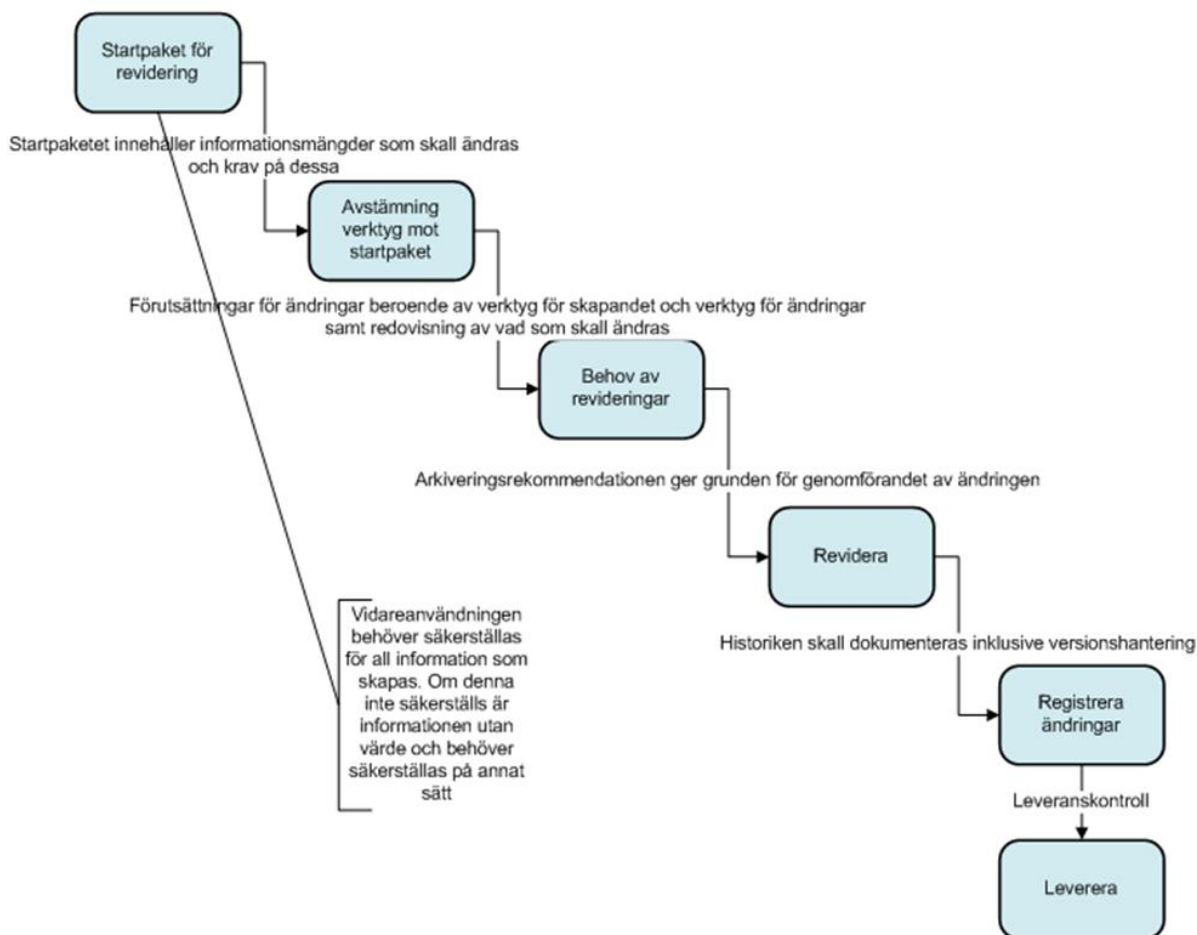 Startpaket för
revidering
Startpaketet innehåller informationsmängder som skall ändras
och krav på dessa
Avstämning
verktyg mot
startpaket
Förutsättningar för ändringar beroende av verktyg för skapandet och verktyg för ändringar
samt redovisning av vad som skall ändras
Behov av
revideringar
Arkiveringsrekommendationen ger grunden för genomförandet av ändringen
Revidera
Vidareanvändningen
behöver säkerställas
för all information som
skapas. Om denna
inte säkerställs är
informationen utan
värde och behöver
säkerställas på annat
sätt
Historiken skall dokumenteras inklusive versionshantering
Registrera
ändringar
Leveranskontroll
Leverera